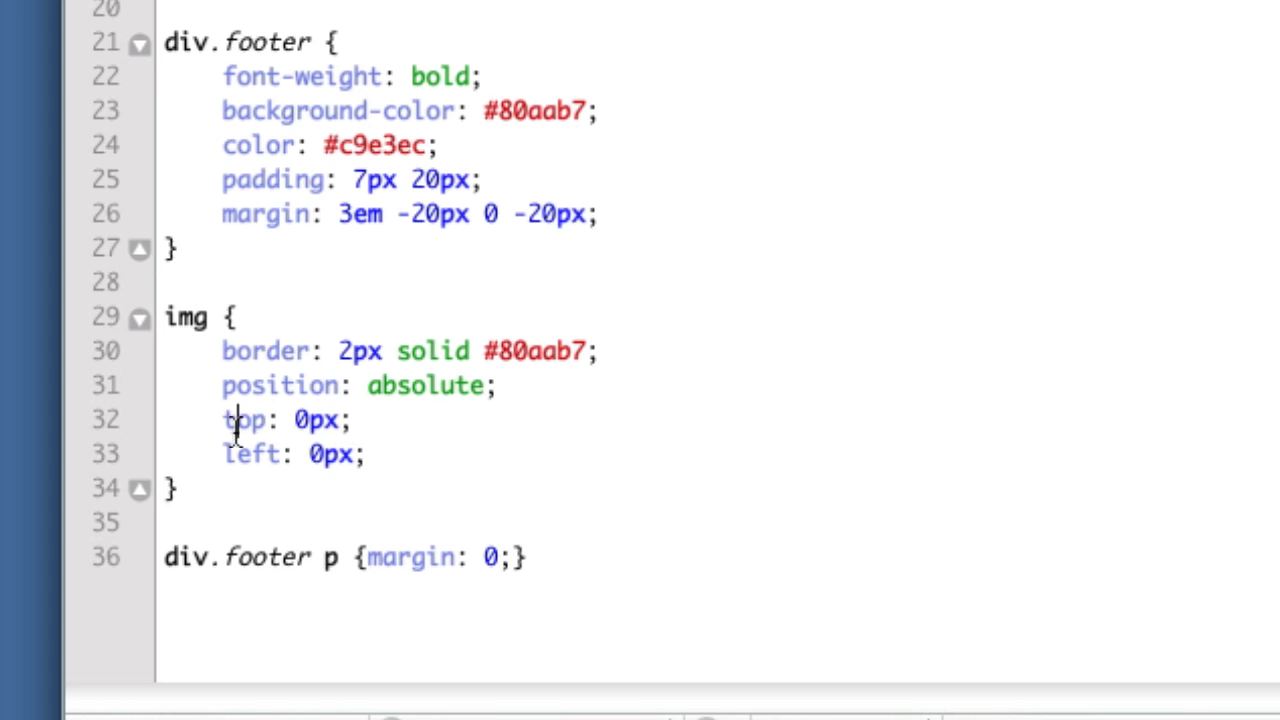 20
21 div.footer {
22 font-weight: bold;
23 background-color: #80aab7;
24 color: #c9e3ec;
25 padding: 7px 20px;
26 margin: 3em -20px 0 -20px;
27 }
28
29 img {
30 border: 2px solid #80aab7;
31 position: absolute;
32 top: 0px;
33 left: 0px;
34 }
35
36 div.footer p {margin: 0;}